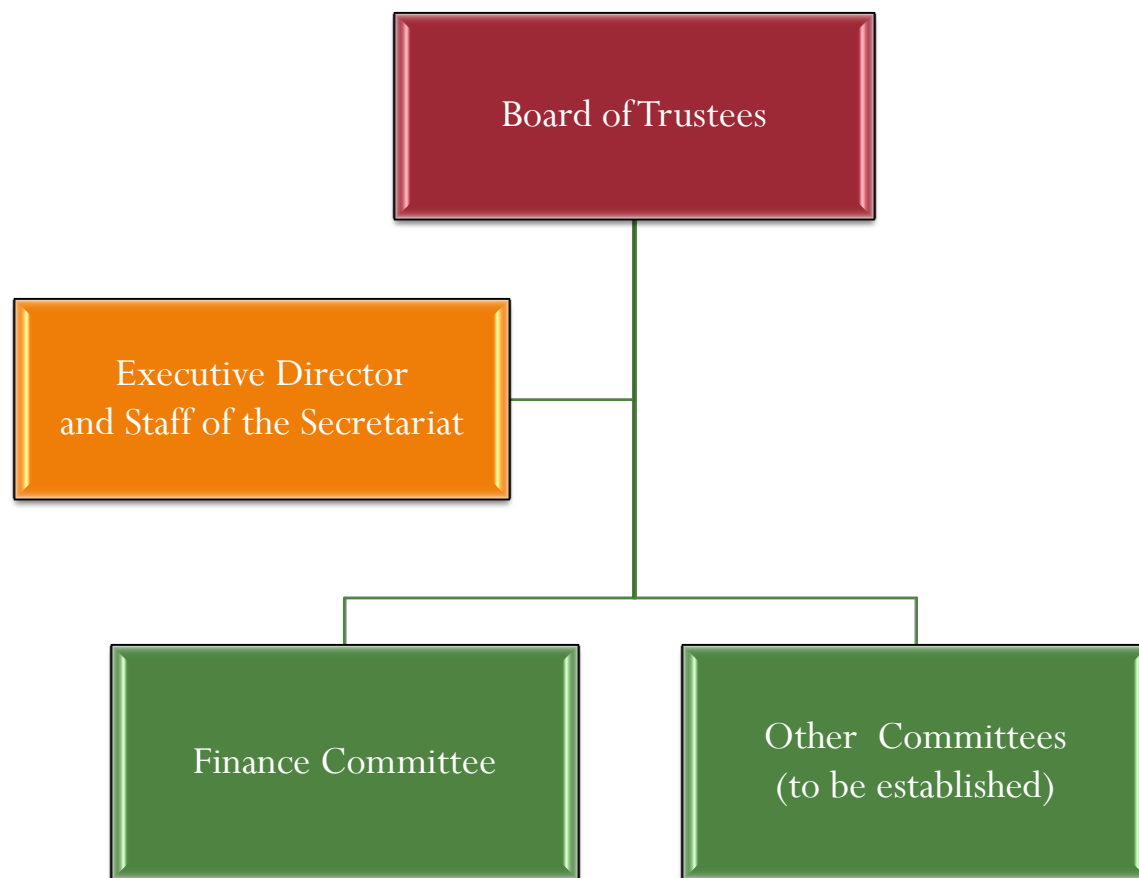 Board of Trustees
Executive Director
and Staff of the Secretariat
Finance Committee
Other Committees
(to be established)